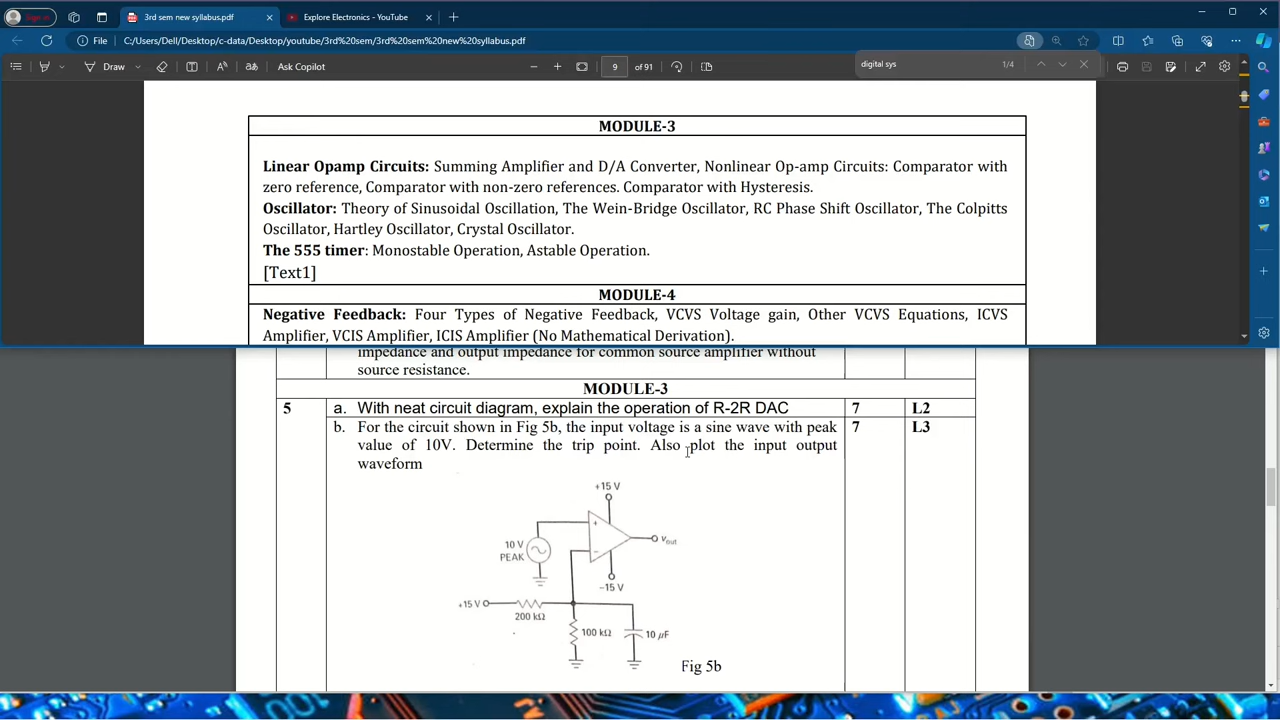 Sign in
3rd sem new syllabus.pdf
Explore Electronics - YouTube
File
C:/Users/Dell/Desktop/c-data/Desktop/youtube/3rd%20sem/3rd%20sem%20new%20syllabus.pdf
Draw
Ask Copilot
9 of 91
digital sys
1/4
MODULE-3
Linear Opamp Circuits: Summing Amplifier and D/A Converter, Nonlinear Op-amp Circuits: Comparator with
zero reference, Comparator with non-zero references. Comparator with Hysteresis.
Oscillator: Theory of Sinusoidal Oscillation, The Wein-Bridge Oscillator, RC Phase Shift Oscillator, The Colpitts
Oscillator, Hartley Oscillator, Crystal Oscillator.
The 555 timer: Monostable Operation, Astable Operation.
[Text1]
MODULE-4
Negative Feedback: Four Types of Negative Feedback, VCVS Voltage gain, Other VCVS Equations, ICVS
Amplifier, VCIS Amplifier, ICIS Amplifier (No Mathematical Derivation).
impedance and output impedance for common source amplifier without
source resistance.
MODULE-3
5 a. With neat circuit diagram, explain the operation of R-2R DAC 7 L2
b. For the circuit shown in Fig 5b, the input voltage is a sine wave with peak 7 L3
value of 10V. Determine the trip point. Also plot the input output
waveform
+15 V
+
10 V
PEAK
vout
−
−15 V
+15 V
200 kΩ
100 kΩ
10 µF
Fig 5b